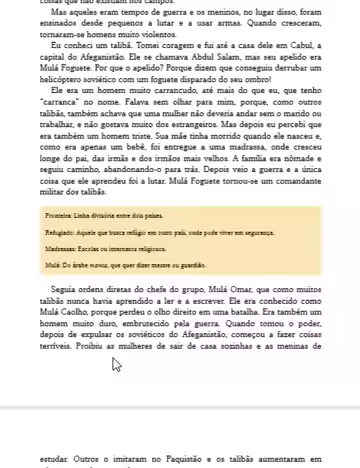 coisas que não existiam nos campos.
Mas aqueles eram tempos de guerra e os meninos, no lugar disso, foram
ensinados desde pequenos a lutar e a usar armas. Quando cresceram,
tornaram-se homens muito violentos.
Eu conheci um talibã. Tomei coragem e fui até a casa dele em Cabul, a
capital do Afeganistão. Ele se chamava Abdul Salam, mas seu apelido era
Mulá Foguete. Por que o apelido? Porque dizem que conseguiu derrubar um
helicóptero soviético com um foguete disparado do seu ombro!
Ele era um homem muito carrancudo, até mais do que eu, que tenho
“carranca” no nome. Falava sem olhar para mim, porque, como outros
talibãs, também achava que uma mulher não deveria andar sem o marido ou
trabalhar, e não gostava muito dos estrangeiros. Mas depois eu percebi que
era também um homem triste. Sua mãe tinha morrido quando ele nasceu e,
como era apenas um bebê, foi entregue a uma madrassa, onde cresceu
longe do pai, das irmãs e dos irmãos mais velhos. A família era nômade e
seguiu caminho, abandonando-o para trás. Depois veio a guerra e a única
coisa que ele aprendeu foi a lutar. Mulá Foguete tornou-se um comandante
militar dos talibãs.
Fronteira: Linha divisória entre dois países.
Refugiado: Aquele que busca refúgio em outro país, onde pode viver em segurança.
Madrassas: Escolas ou internatos religiosos.
Mulá: Do árabe mawsa, que quer dizer mestre ou guardião.
Seguia ordens diretas do chefe do grupo, Mulá Omar, que como muitos
talibãs nunca havia aprendido a ler e a escrever. Ele era conhecido como
Mulá Caolho, porque perdeu o olho direito em uma batalha. Era também um
homem muito duro, embrutecido pela guerra. Quando tomou o poder,
depois de expulsar os soviéticos do Afeganistão, começou a fazer coisas
terríveis. Proibiu as mulheres de sair de casa sozinhas e as meninas de
estudar. Outros o imitaram no Paquistão e os talibãs aumentaram em